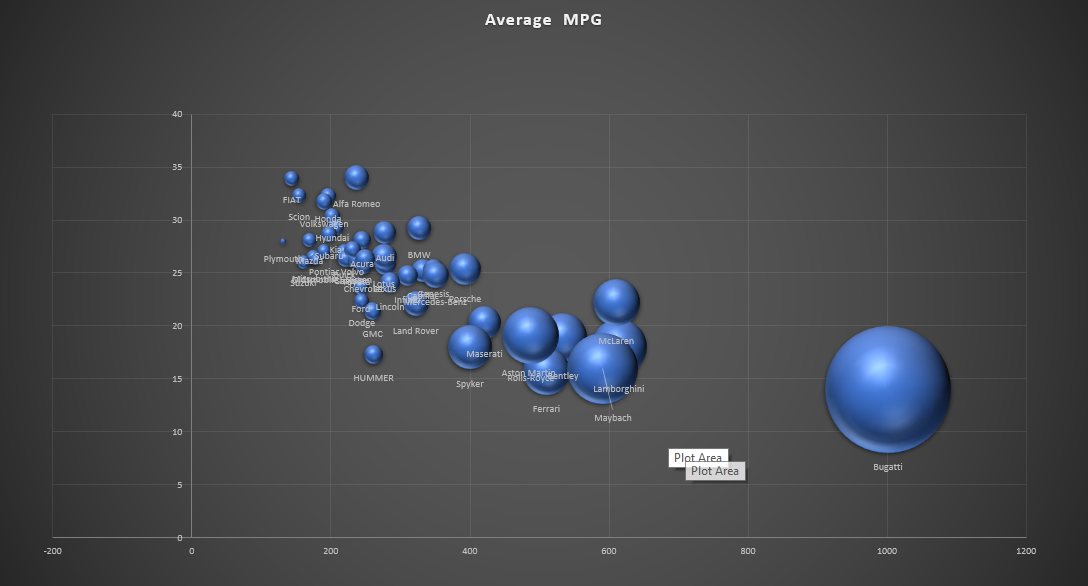 Average MPG
40
35
30
25
20
15
10
5
0
-200
0
200
400
600
800
1000
1200
FIAT
Alfa Romeo
Scion
Honda
Volkswagen
Hyundai
Kia
Subaru
Plymouth
Mazda
Acura
Audi
BMW
Pontiac
Volvo
Suzuki
Chevrolet
Lotus
Lexus
Genesis
Mercedes-Benz
Porsche
Lincoln
Ford
Dodge
GMC
Land Rover
HUMMER
Maserati
Spyker
Aston Martin
Rolls-Royce
Ferrari
McLaren
Lamborghini
Maybach
Bugatti
Plot Area
Plot Area